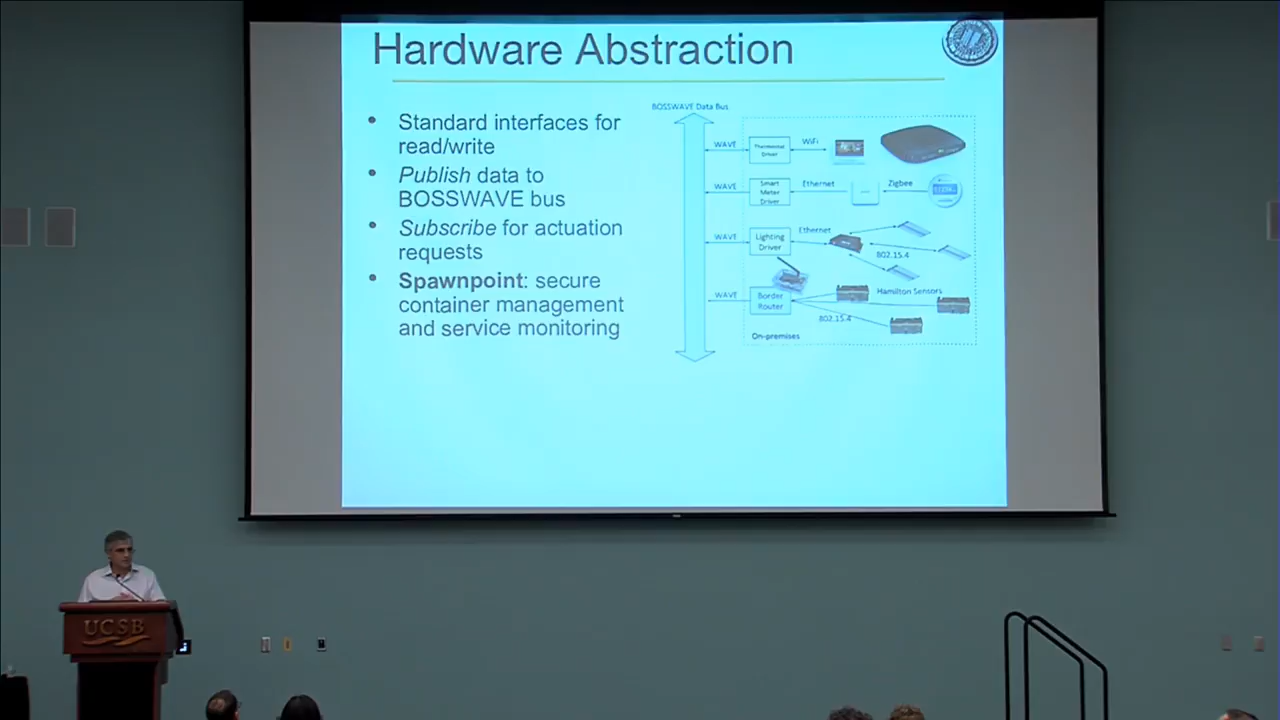 Hardware Abstraction
• Standard interfaces for
read/write
• Publish data to
BOSSWAVE bus
• Subscribe for actuation
requests
• Spawnpoint: secure
container management
and service monitoring
BOSSWAVE Data Bus
WAVE
Thermostat
Driver
WiFi
WAVE
Smart
Meter
Driver
Ethernet
Zigbee
WAVE
Lighting
Driver
Ethernet
802.15.4
WAVE
Border
Router
Hamilton Sensors
802.15.4
On-premises
UCSB